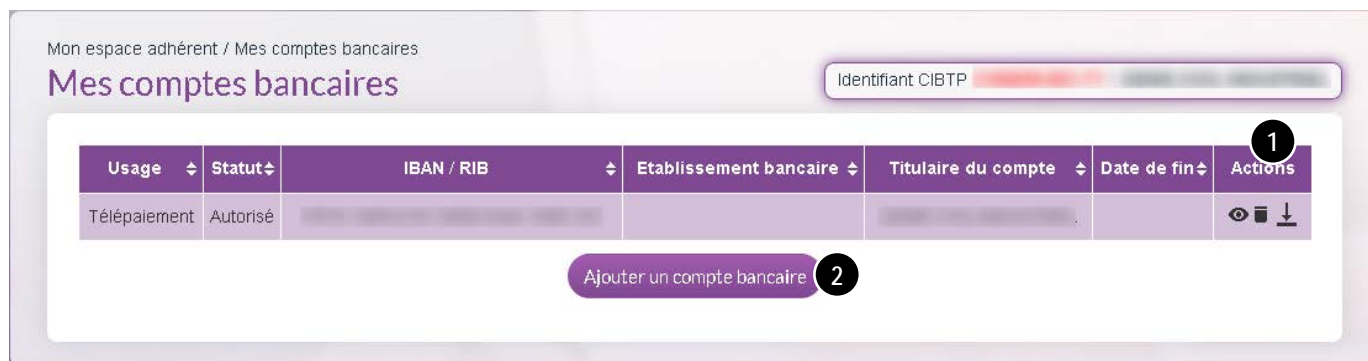 Mon espace adhérent / Mes comptes bancaires
Mes comptes bancaires
Identifiant CIBTP
1
Usage Statut IBAN / RIB Etablissement bancaire Titulaire du compte Date de fin Actions
Télépaiement Autorisé
Ajouter un compte bancaire 2